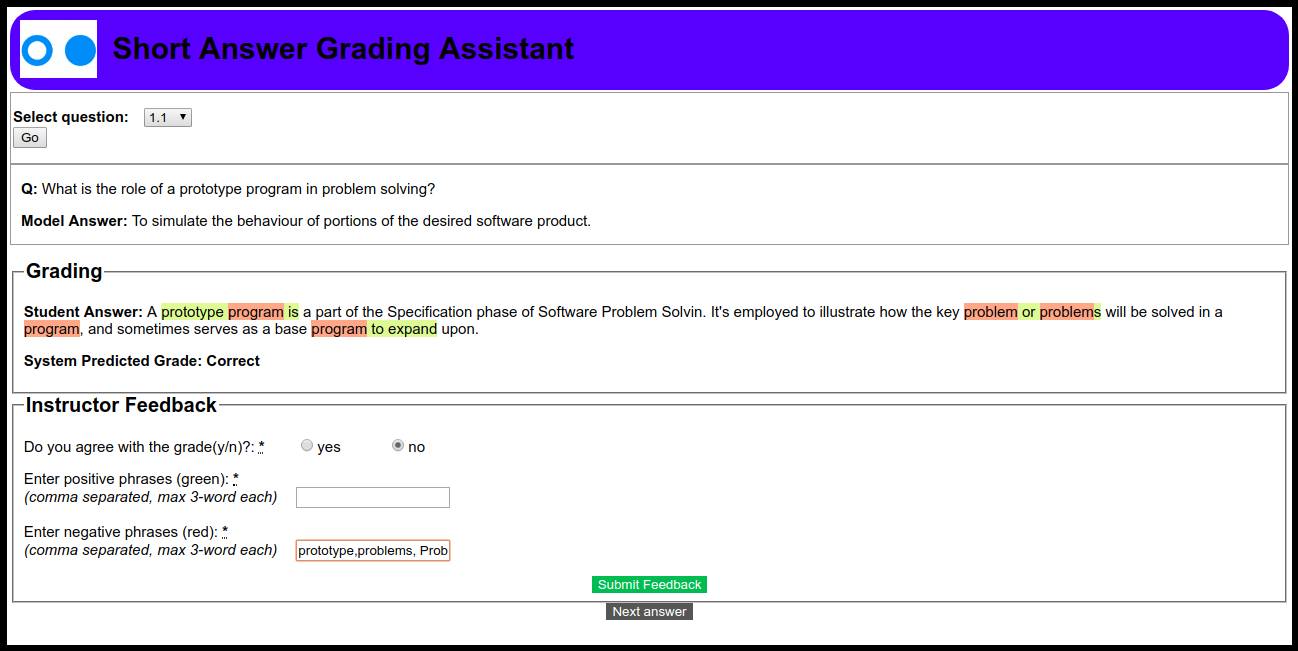 Short Answer Grading Assistant
Select question: 1.1
Go
Q: What is the role of a prototype program in problem solving?
Model Answer: To simulate the behaviour of portions of the desired software product.
Grading
Student Answer: A prototype program is a part of the Specification phase of Software Problem Solvin. It's employed to illustrate how the key problem or problems will be solved in a
program, and sometimes serves as a base program to expand upon.
System Predicted Grade: Correct
Instructor Feedback
Do you agree with the grade(y/n)?: * yes no
Enter positive phrases (green): *
(comma separated, max 3-word each)
Enter negative phrases (red): *
(comma separated, max 3-word each) prototype,problems, Prob
Submit Feedback
Next answer